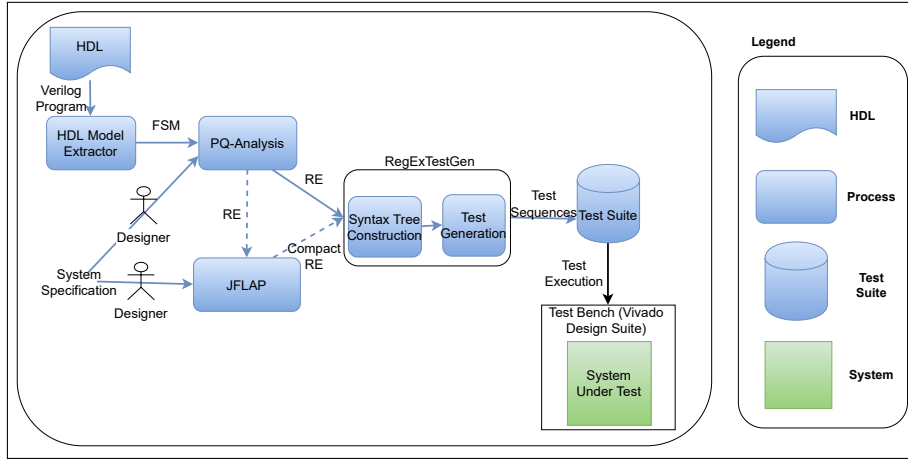 HDL
Verilog
Program
HDL Model
Extractor
FSM
PQ-Analysis
RE
RE
Designer
System
Specification
Designer
JFLAP
Compact
RE
RegExTestGen
Syntax Tree
Construction
Test
Generation
Test
Sequences
Test Suite
Test
Execution
Test Bench (Vivado
Design Suite)
System
Under Test
Legend
HDL
Process
Test
Suite
System